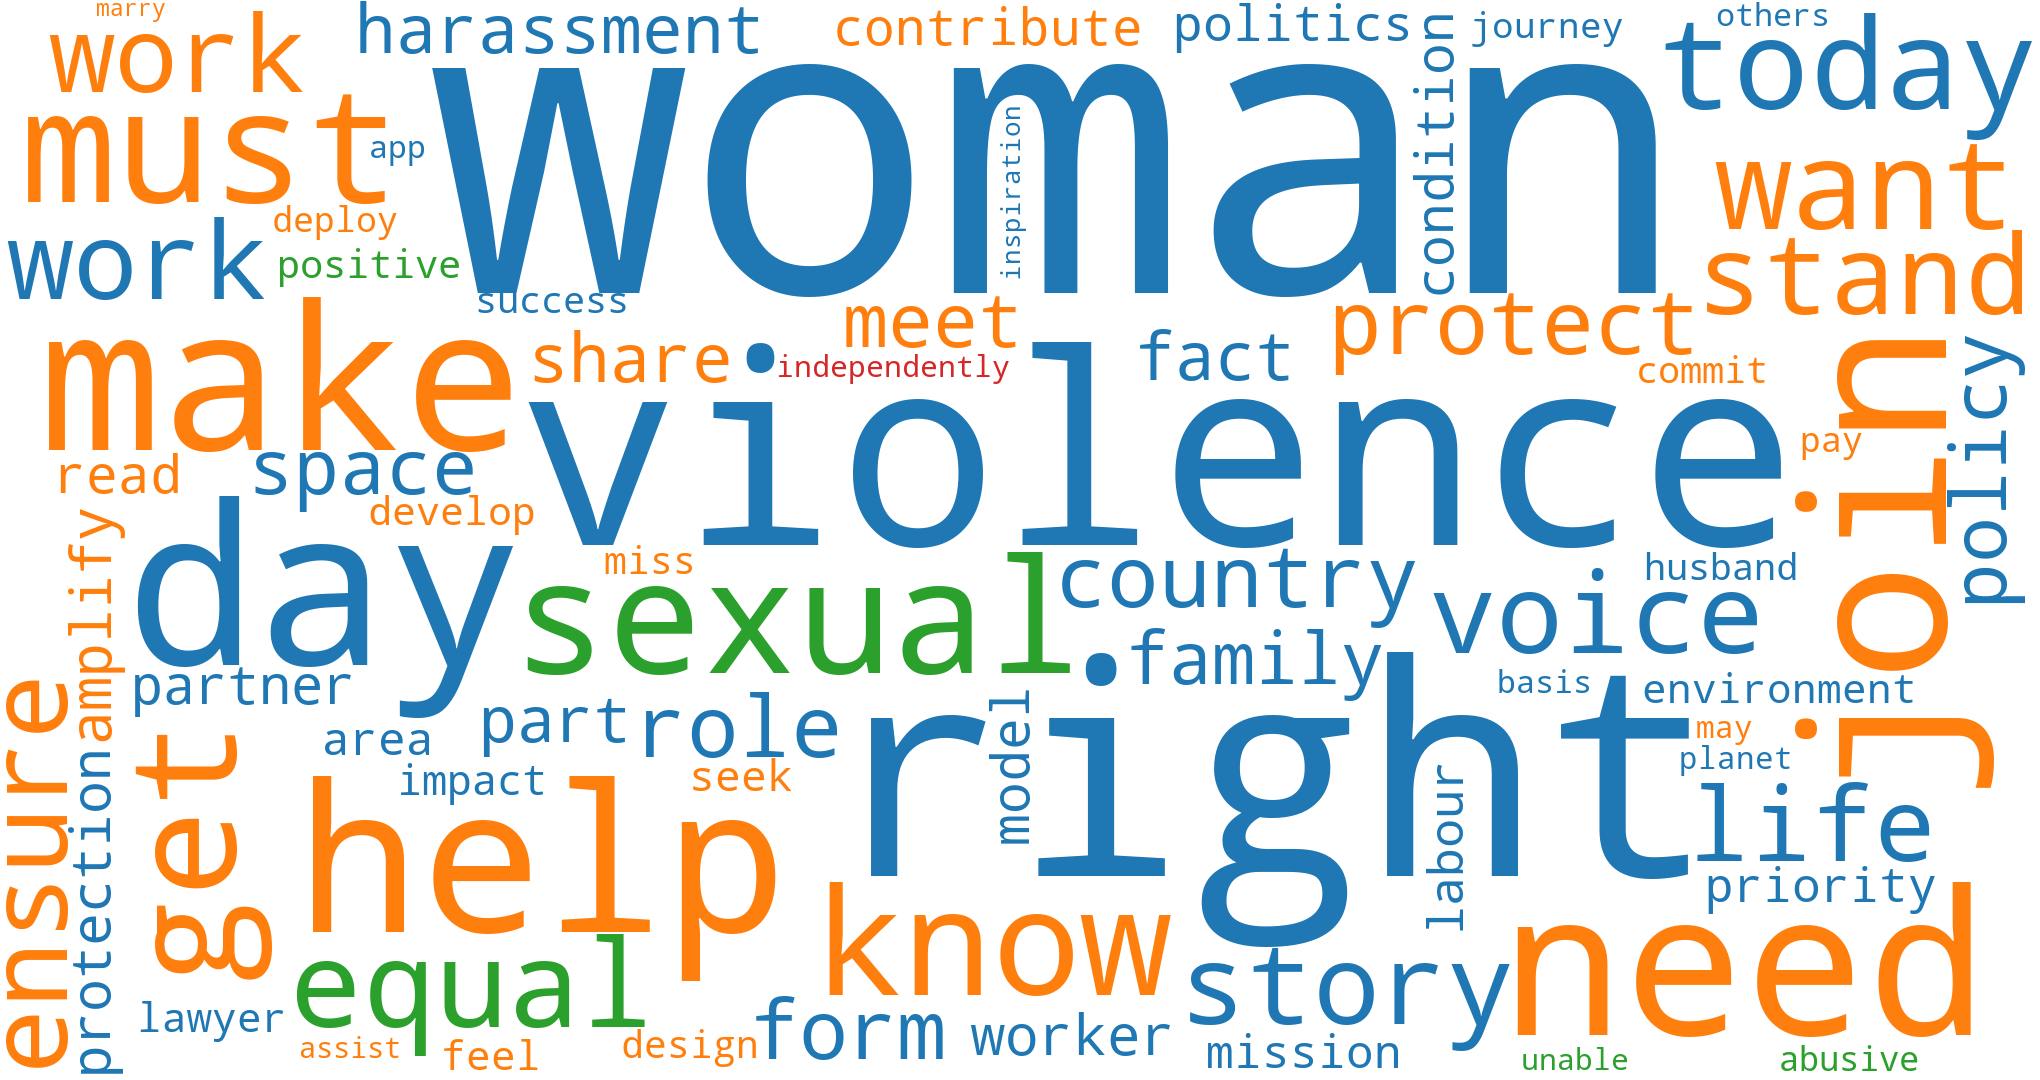 marry
work
harassment
contribute
politics
journey
others
today
woman
must
app
inspiration
condition
want
deploy
work
positive
success
stand
make
share
meet
independently
fact
protect
commit
join
policy
violence
pay
read
space
develop
amplify
day
miss
sexual
country
voice
husband
partner
family
basis
environment
ensure
protection
get
area
part
role
model
right
may
planet
impact
seek
labour
life
priority
help
know
need
equal
story
lawyer
assist
feel
design
form
worker
mission
unable
abusive